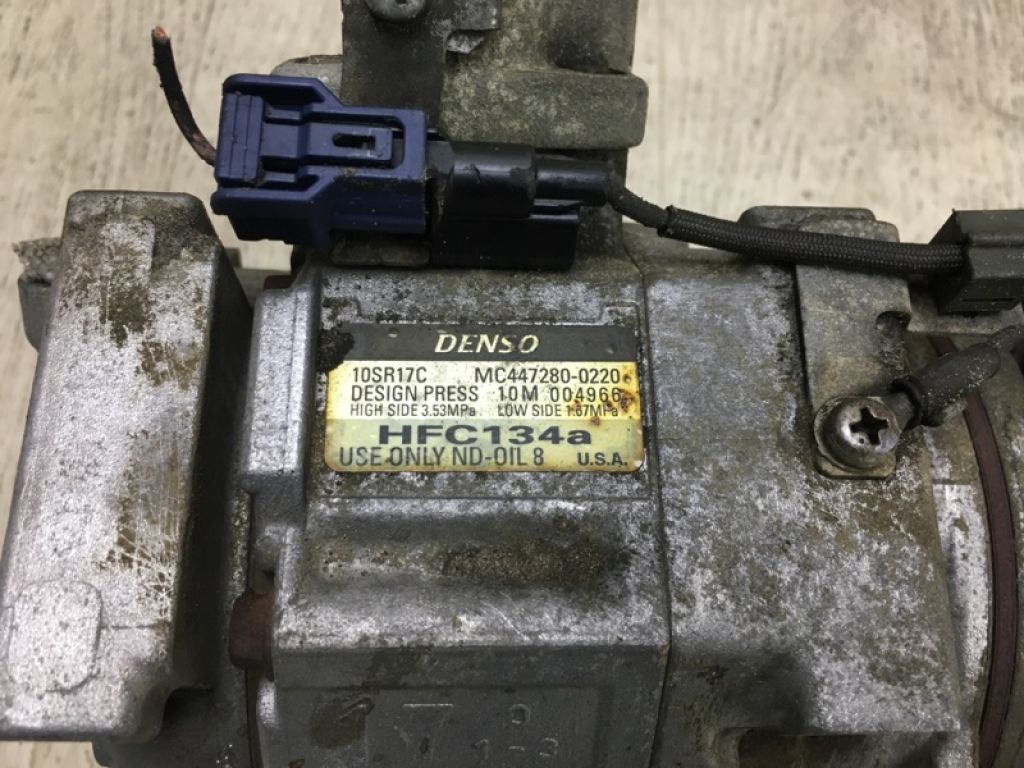 DENSO
10SR17C MC447280-0220
DESIGN PRESS 10M 004966
HIGH SIDE 3.53MPa LOW SIDE 1.67MPa
HFC134a
USE ONLY ND-OIL 8 U.S.A.